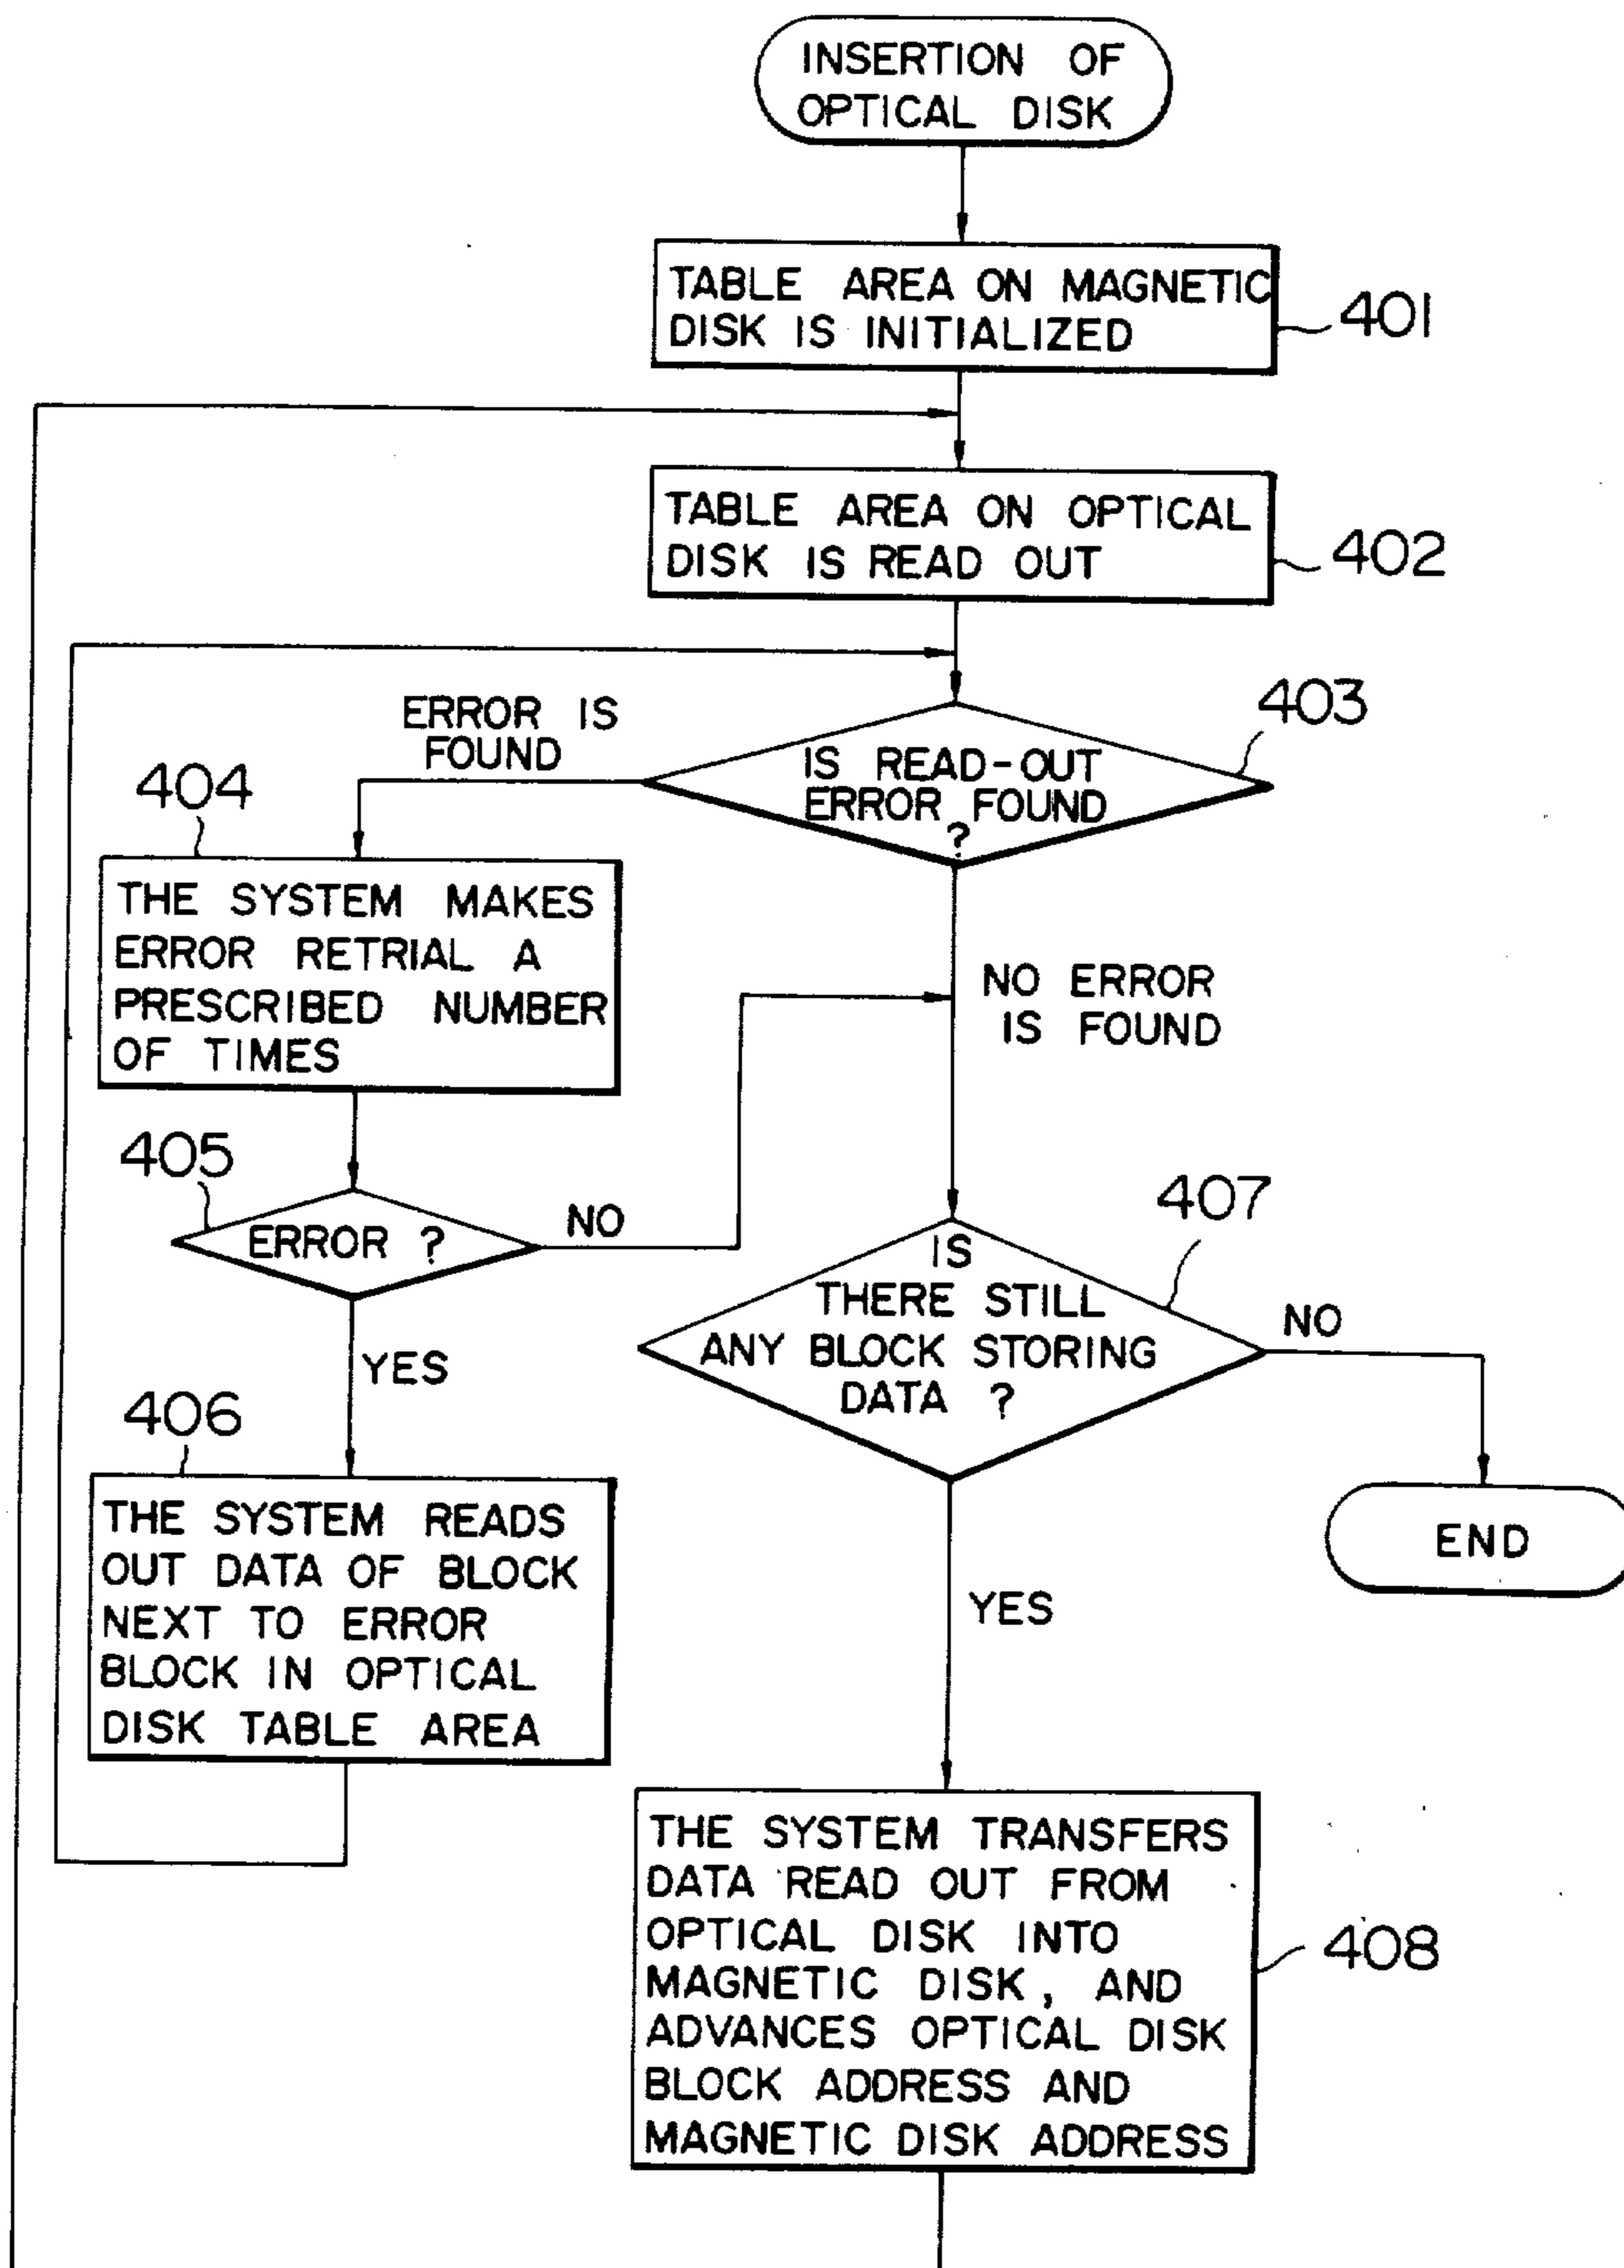 INSERTION OF
OPTICAL DISK
TABLE AREA ON MAGNETIC
DISK IS INITIALIZED
401
TABLE AREA ON OPTICAL
DISK IS READ OUT
402
403
ERROR IS
FOUND
IS READ-OUT
ERROR FOUND
?
404
THE SYSTEM MAKES
ERROR RETRIAL A
PRESCRIBED NUMBER
OF TIMES
NO ERROR
IS FOUND
405
ERROR ?
NO
YES
407
IS
THERE STILL
ANY BLOCK STORING
DATA ?
NO
END
YES
406
THE SYSTEM READS
OUT DATA OF BLOCK
NEXT TO ERROR
BLOCK IN OPTICAL
DISK TABLE AREA
THE SYSTEM TRANSFERS
DATA READ OUT FROM
OPTICAL DISK INTO
MAGNETIC DISK, AND
ADVANCES OPTICAL DISK
BLOCK ADDRESS AND
MAGNETIC DISK ADDRESS
408